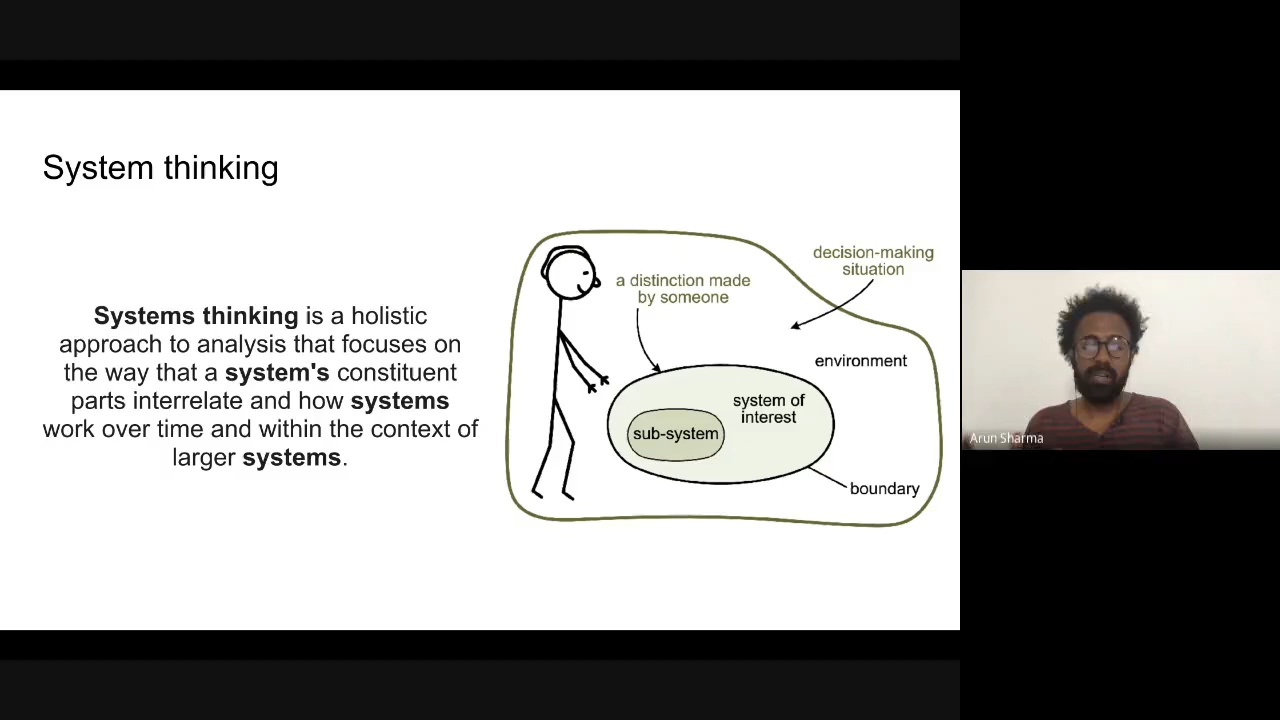 System thinking
Systems thinking is a holistic
approach to analysis that focuses on
the way that a system's constituent
parts interrelate and how systems
work over time and within the context of
larger systems.
decision-making
situation
a distinction made
by someone
environment
system of
interest
sub-system
boundary
Arun Sharma